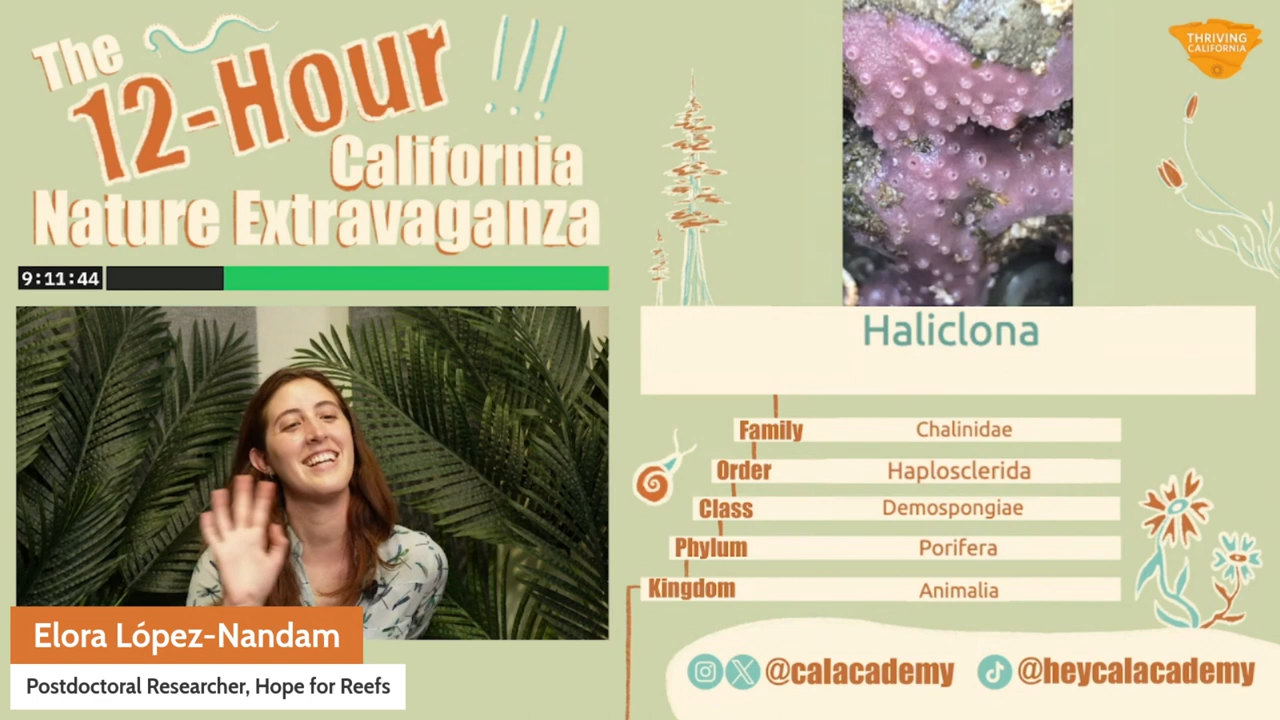 The
12-Hour
!!!
California
Nature Extravaganza
THRIVING
CALIFORNIA
9:11:44
Haliclona
Family Chalinidae
Order Haplosclerida
Class Demospongiae
Phylum Porifera
Kingdom Animalia
Elora López-Nandam
Postdoctoral Researcher, Hope for Reefs
@calacademy @heycalacademy